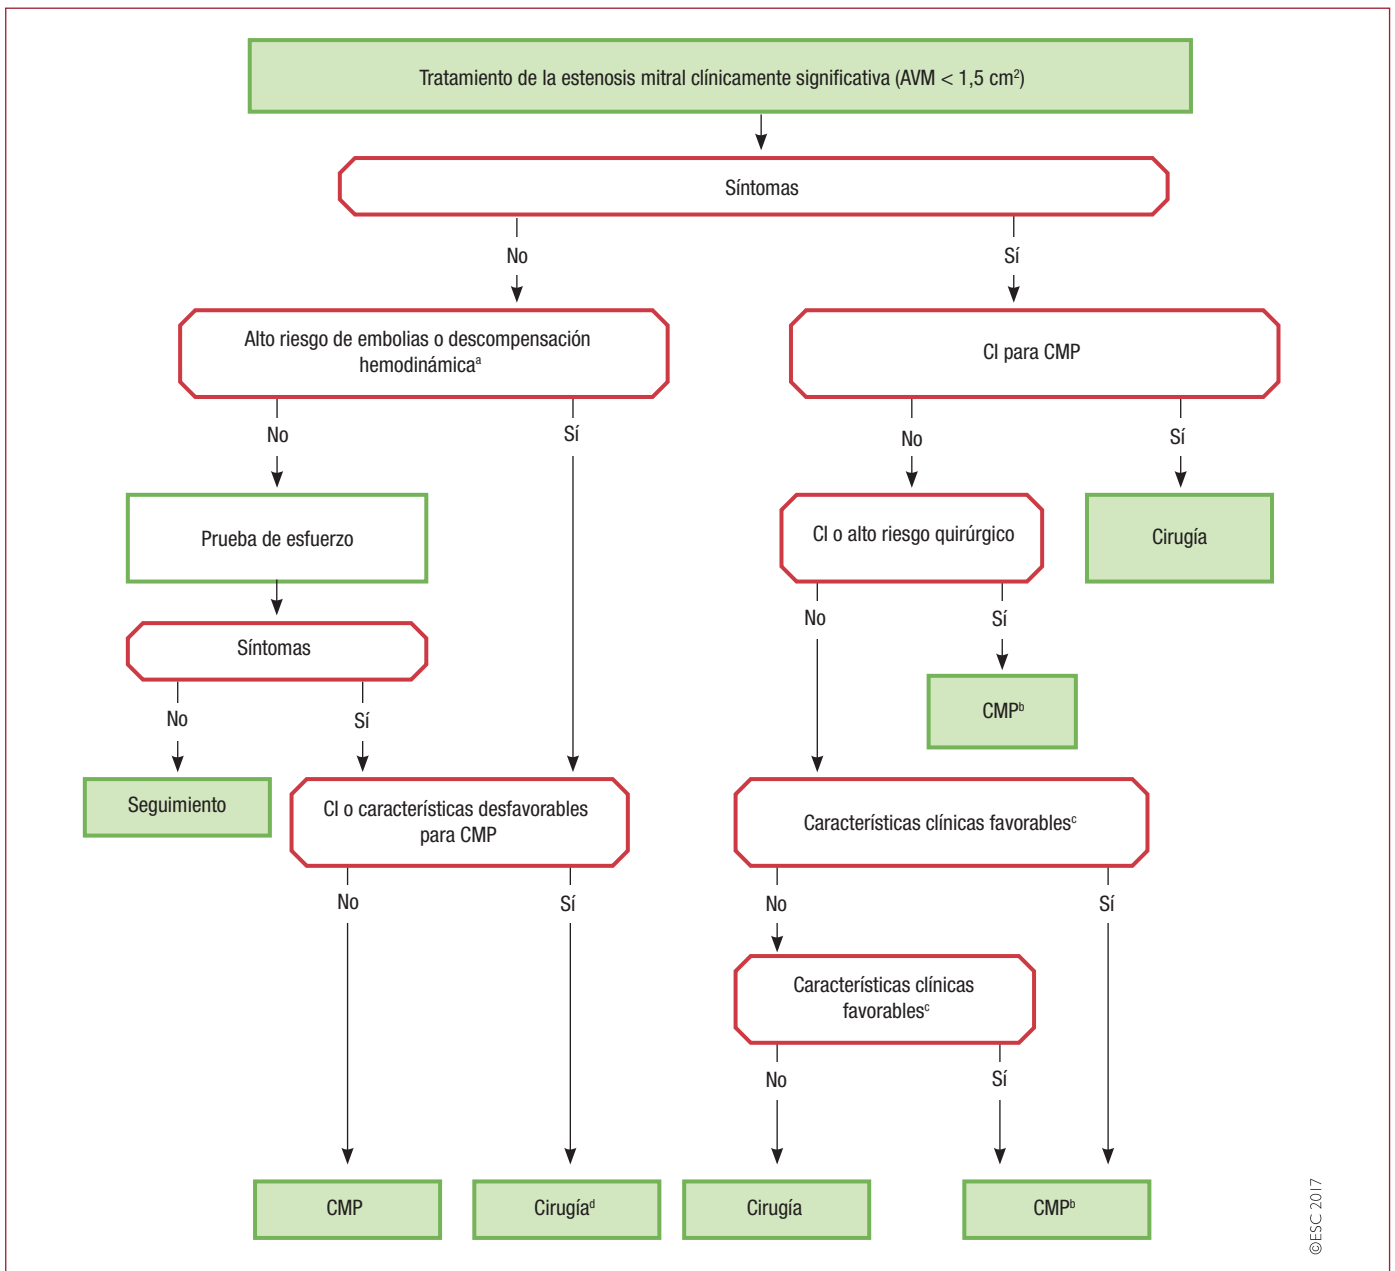 Tratamiento de la estenosis mitral clínicamente significativa (AVM < 1,5 cm²)
Síntomas
No
Sí
Alto riesgo de embolias o descompensación
hemodinámicaᵃ
CI para CMP
No
Sí
No
Sí
Prueba de esfuerzo
CI o alto riesgo quirúrgico
Cirugía
No
Sí
Síntomas
CMPᵇ
No
Sí
Seguimiento
CI o características desfavorables
para CMP
Características clínicas favorablesᶜ
No
Sí
No
Sí
Características clínicas
favorablesᶜ
No
Sí
CMP
Cirugíaᵈ
Cirugía
CMPᵇ
©ESC 2017